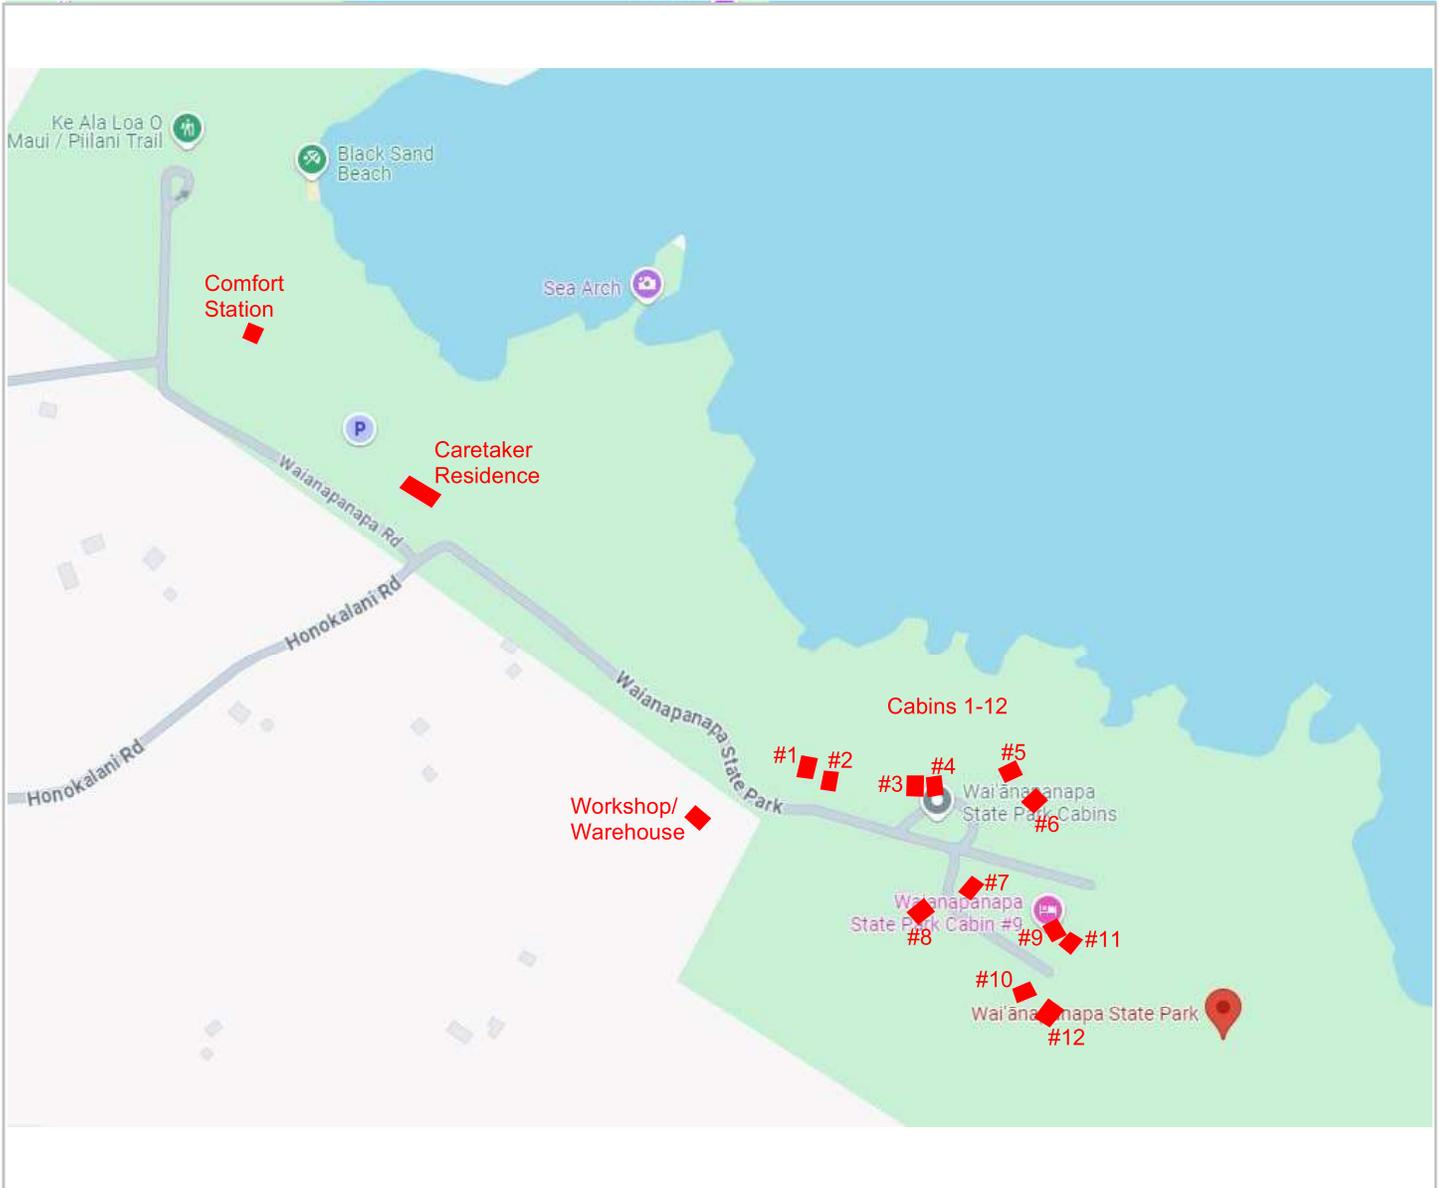 Ke Ala Loa O
Maui / Piilani Trail
Black Sand
Beach
Sea Arch
Comfort
Station
P
Caretaker
Residence
Waianapanapa Rd
Honokalani Rd
Honokalani Rd
Waianapanapa State Park
Cabins 1-12
#1
#2
#3
#4
#5
Wai'ānapanapa
State Park Cabins
#6
Workshop/
Warehouse
#7
Waianapanapa
State Park Cabin #9
#8
#9
#11
#10
Wai'ānapanapa State Park
#12